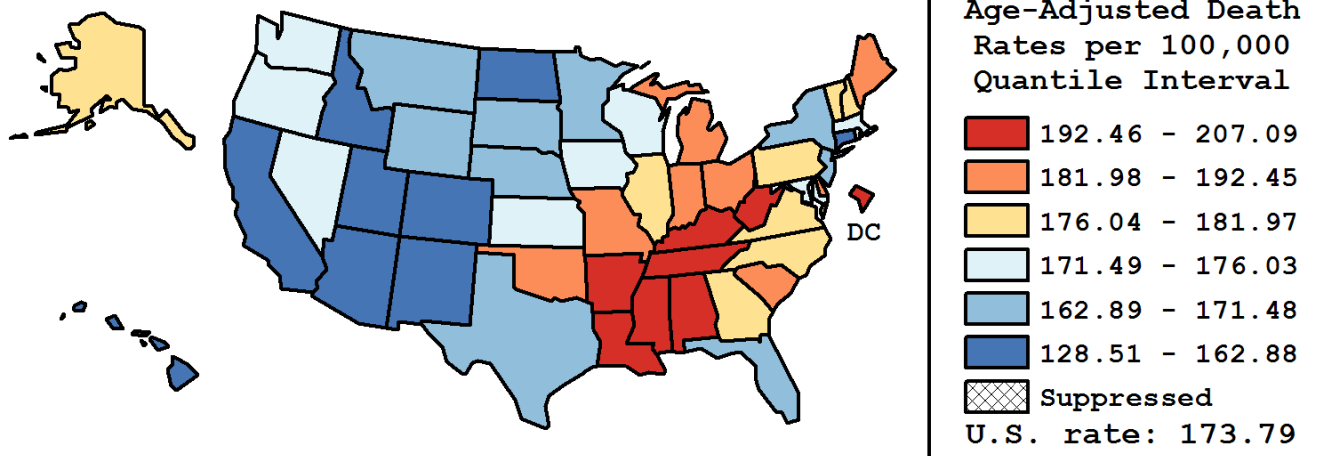 Age-Adjusted Death
Rates per 100,000
Quantile Interval
192.46 - 207.09
181.98 - 192.45
176.04 - 181.97
171.49 - 176.03
162.89 - 171.48
128.51 - 162.88
Suppressed
U.S. rate: 173.79
DC